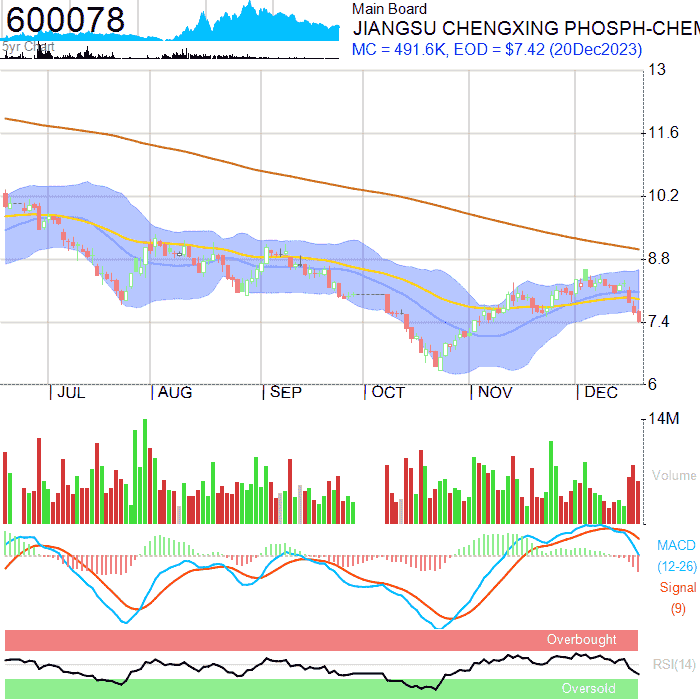 600078
5yr Chart
Main Board
JIANGSU CHENGXING PHOSPH-CHEM
MC = 491.6K, EOD = $7.42 (20Dec2023)
13
11.6
10.2
8.8
7.4
6
JUL
AUG
SEP
OCT
NOV
DEC
14M
Volume
MACD
(12-26)
Signal
(9)
Overbought
RSI(14)
Oversold